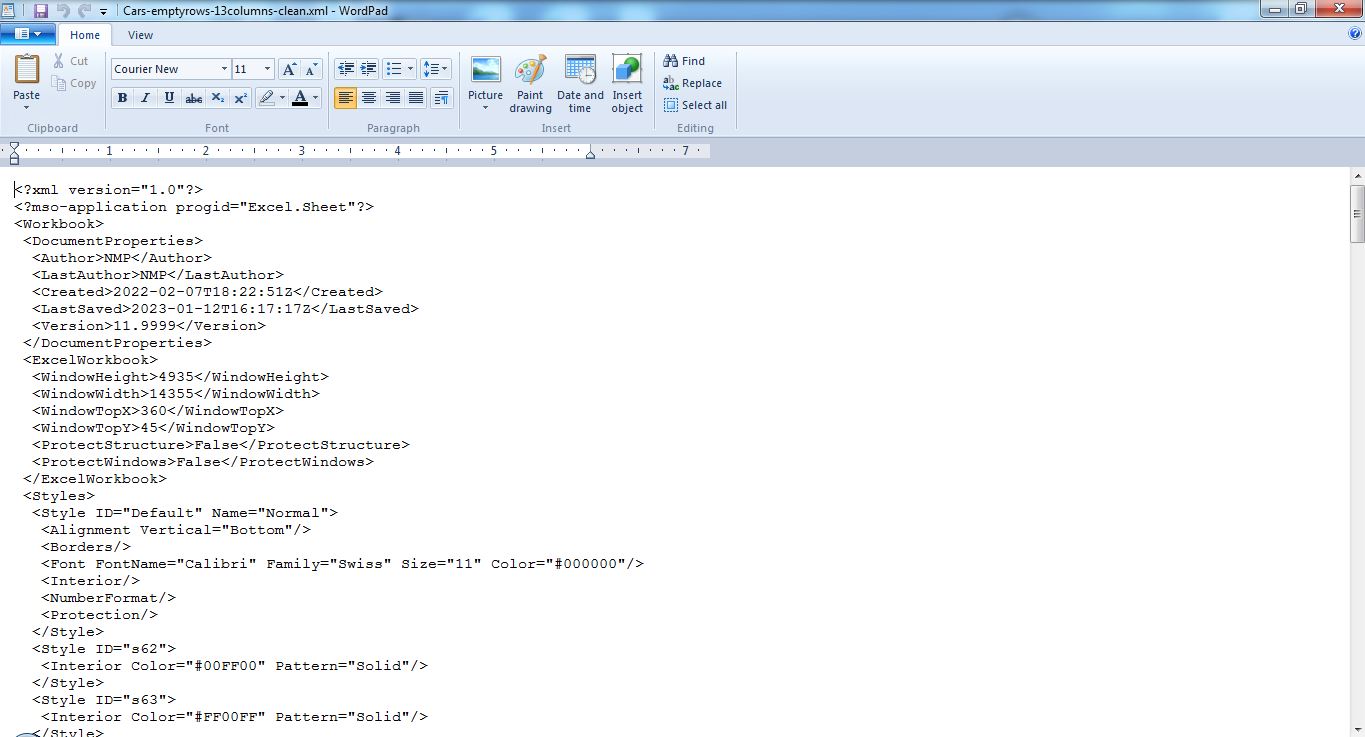 Cars-emptyrows-13columns-clean.xml - WordPad
Home View
Paste
Cut
Copy
Clipboard
Courier New 11
Font
Paragraph
Picture
Paint drawing
Date and time
Insert object
Insert
Find
Replace
Select all
Editing
1 2 3 4 5 7
<?xml version="1.0"?>
<?mso-application progid="Excel.Sheet"?>
<Workbook>
 <DocumentProperties>
  <Author>NMP</Author>
  <LastAuthor>NMP</LastAuthor>
  <Created>2022-02-07T18:22:51Z</Created>
  <LastSaved>2023-01-12T16:17:17Z</LastSaved>
  <Version>11.9999</Version>
 </DocumentProperties>
 <ExcelWorkbook>
  <WindowHeight>4935</WindowHeight>
  <WindowWidth>14355</WindowWidth>
  <WindowTopX>360</WindowTopX>
  <WindowTopY>45</WindowTopY>
  <ProtectStructure>False</ProtectStructure>
  <ProtectWindows>False</ProtectWindows>
 </ExcelWorkbook>
 <Styles>
  <Style ID="Default" Name="Normal">
   <Alignment Vertical="Bottom"/>
   <Borders/>
   <Font FontName="Calibri" Family="Swiss" Size="11" Color="#000000"/>
   <Interior/>
   <NumberFormat/>
   <Protection/>
  </Style>
  <Style ID="s62">
   <Interior Color="#00FF00" Pattern="Solid"/>
  </Style>
  <Style ID="s63">
   <Interior Color="#FF00FF" Pattern="Solid"/>
  </Style>